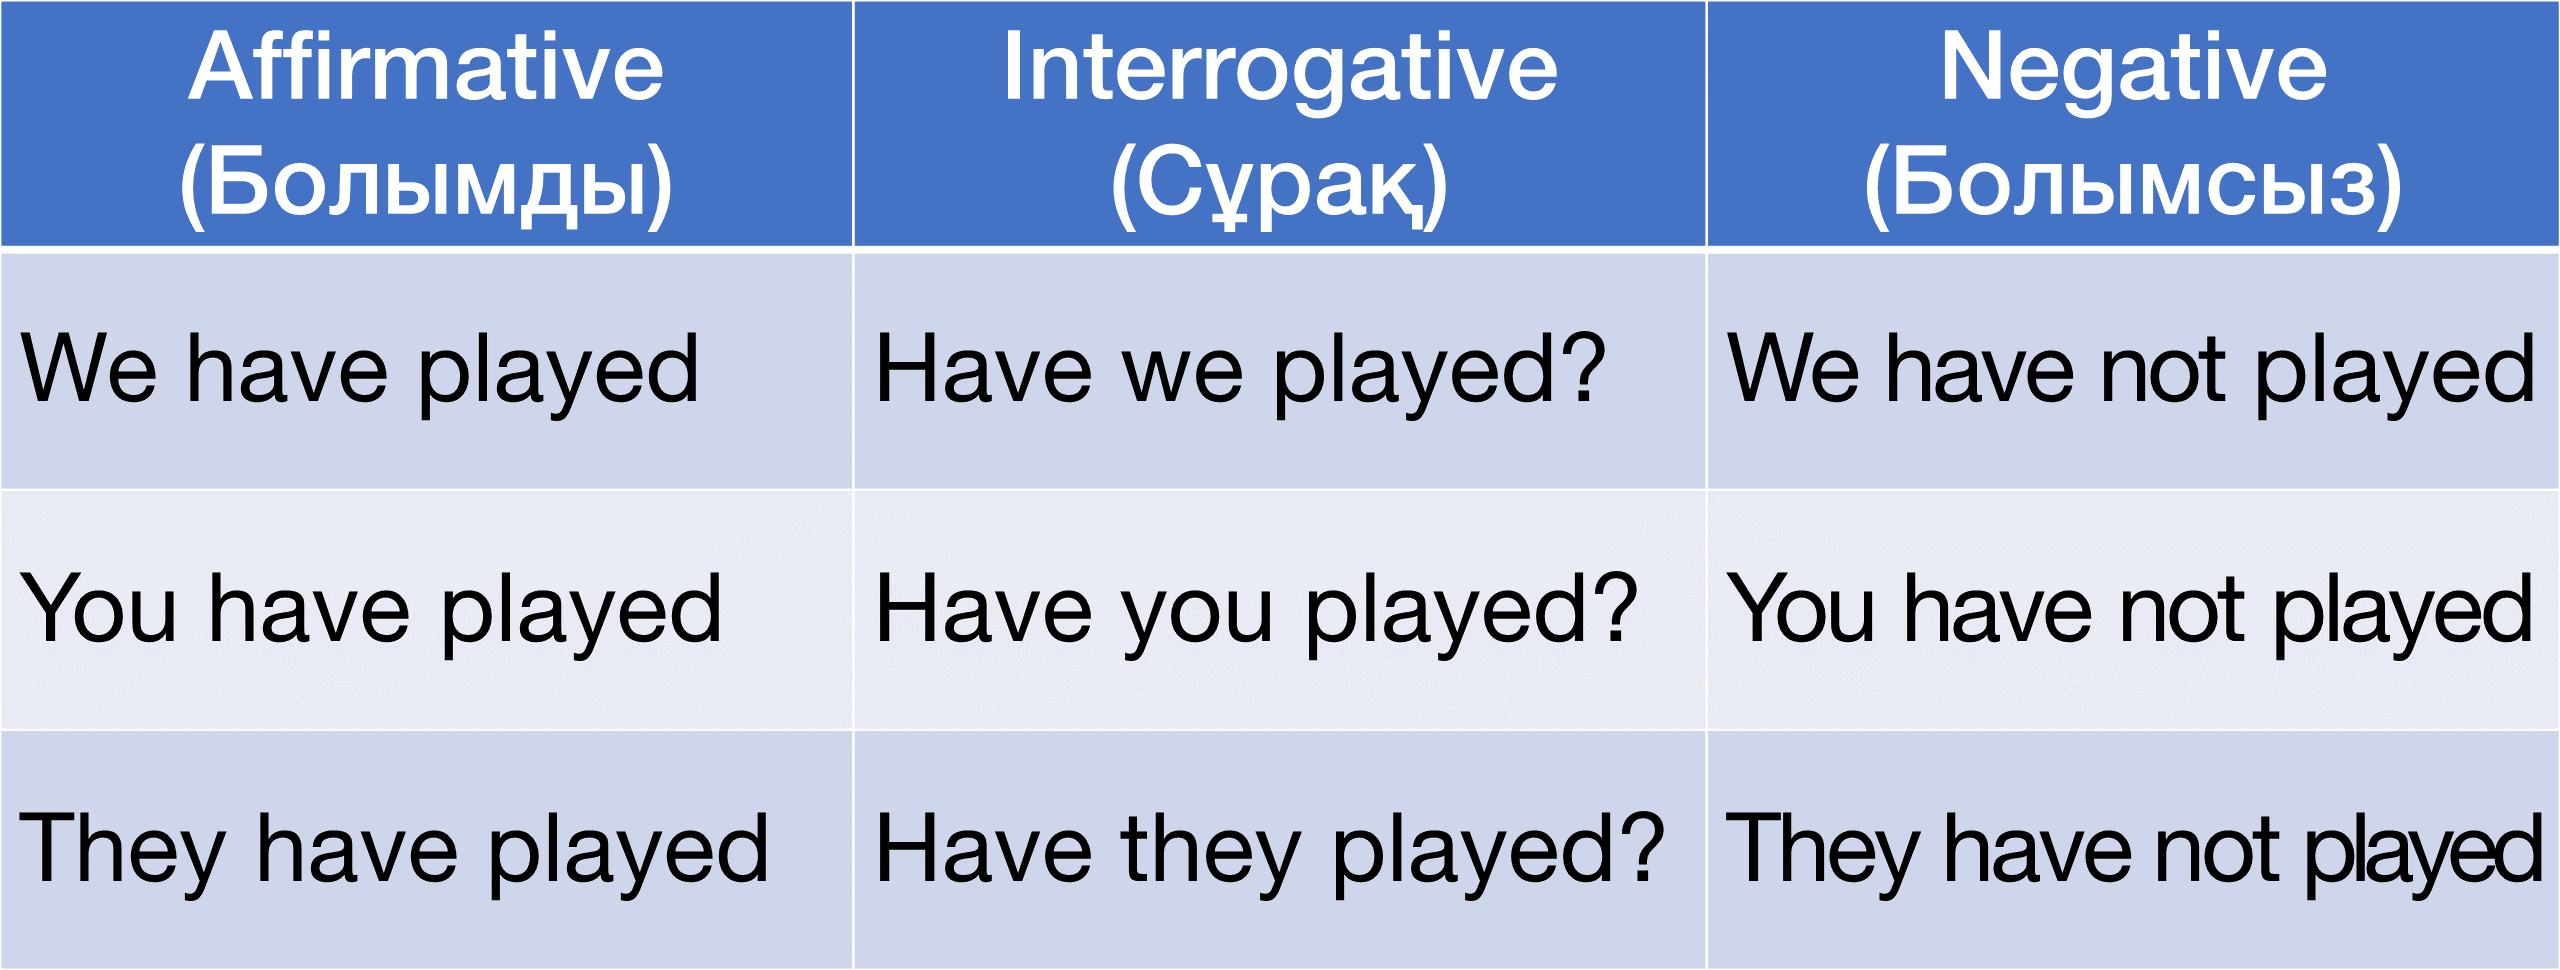 Affirmative
(Болымды)
Interrogative
(Сұрақ)
Negative
(Болымсыз)
We have played
Have we played?
We have not played
You have played
Have you played?
You have not played
They have played
Have they played?
They have not played